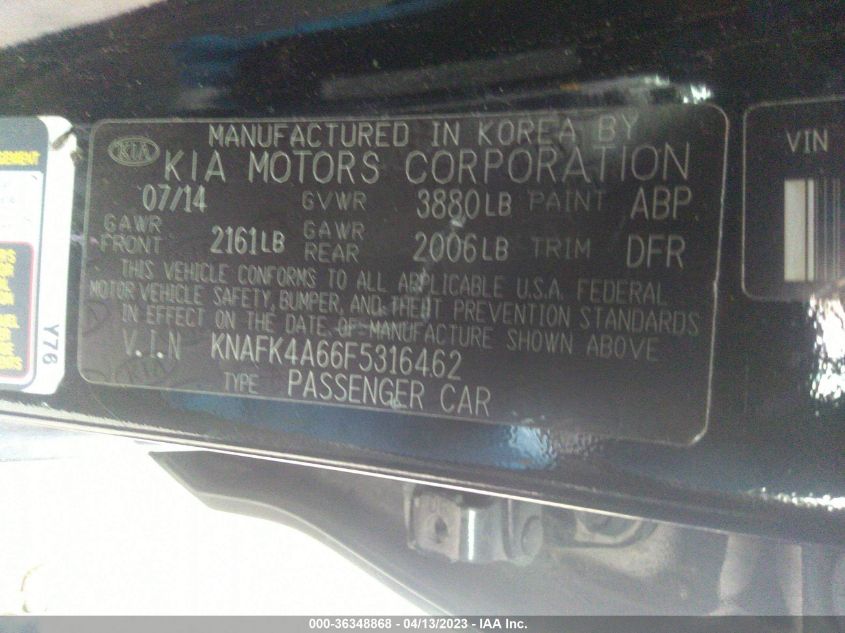 MANUFACTURED IN KOREA BY
KIA KIA MOTORS CORPORATION
07/14 GVWR 3880LB PAINT ABP
GAWR FRONT 2161LB GAWR REAR 2006LB TRIM DFR
THIS VEHICLE CONFORMS TO ALL APPLICABLE U.S.A. FEDERAL
MOTOR VEHICLE SAFETY, BUMPER, AND THEFT PREVENTION STANDARDS
IN EFFECT ON THE DATE OF MANUFACTURE SHOWN ABOVE
V.I.N KNAFK4A66F5316462
TYPE PASSENGER CAR
Y76
VIN
000-36348868 - 04/13/2023 - IAA Inc.